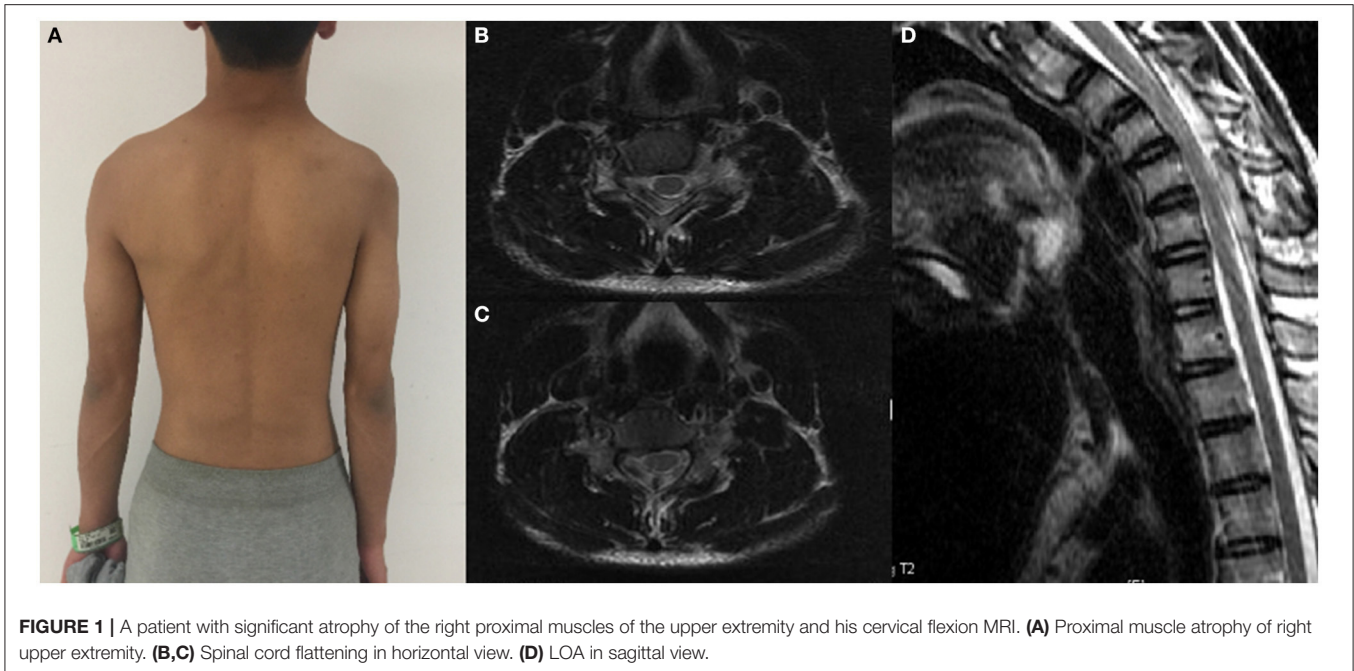 A
B
D
C
T2
FIGURE 1 | A patient with significant atrophy of the right proximal muscles of the upper extremity and his cervical flexion MRI. (A) Proximal muscle atrophy of right
upper extremity. (B,C) Spinal cord flattening in horizontal view. (D) LOA in sagittal view.